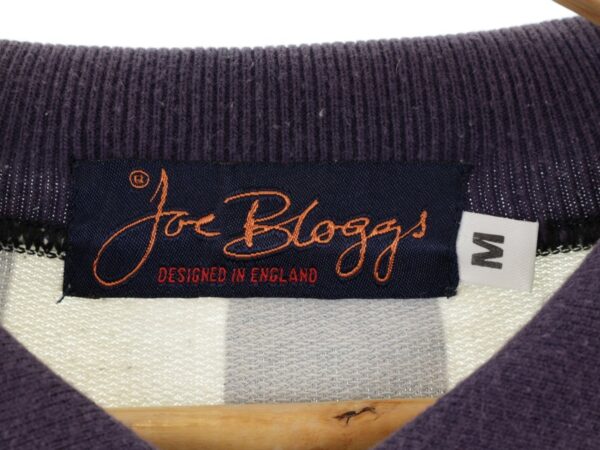 ® Joe Bloggs
DESIGNED IN ENGLAND
M